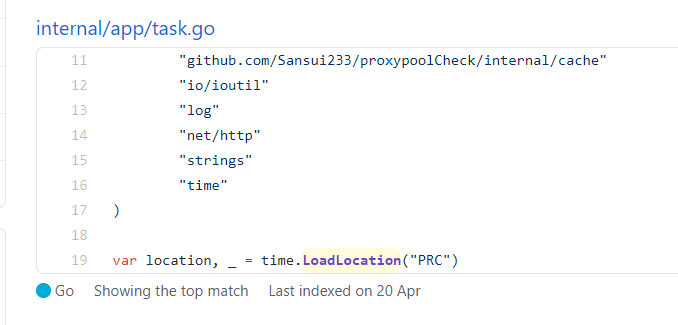 internal/app/task.go
11 "github.com/Sansui233/proxypoolCheck/internal/cache"
12 "io/ioutil"
13 "log"
14 "net/http"
15 "strings"
16 "time"
17 )
18
19 var location, _ = time.LoadLocation("PRC")
Go Showing the top match Last indexed on 20 Apr